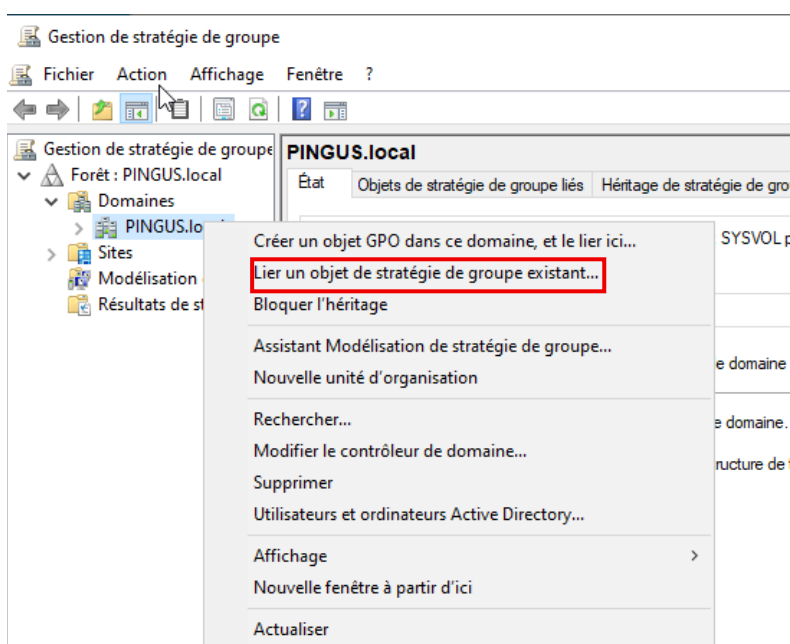 Gestion de stratégie de groupe
Fichier Action Affichage Fenêtre ?
Gestion de stratégie de groupe
Forêt : PINGUS.local
Domaines
PINGUS.lo
Sites
Modélisation
Résultats de st
PINGUS.local
État Objets de stratégie de groupe liés Héritage de stratégie de gro
SYSVOL p
e domaine
e domaine.
ructure de
Créer un objet GPO dans ce domaine, et le lier ici...
Lier un objet de stratégie de groupe existant...
Bloquer l'héritage
Assistant Modélisation de stratégie de groupe...
Nouvelle unité d'organisation
Rechercher...
Modifier le contrôleur de domaine...
Supprimer
Utilisateurs et ordinateurs Active Directory...
Affichage
Nouvelle fenêtre à partir d'ici
Actualiser